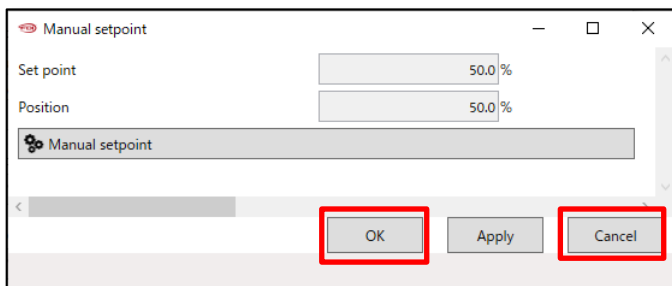 Manual setpoint
Set point 50.0 %
Position 50.0 %
Manual setpoint
OK Apply Cancel